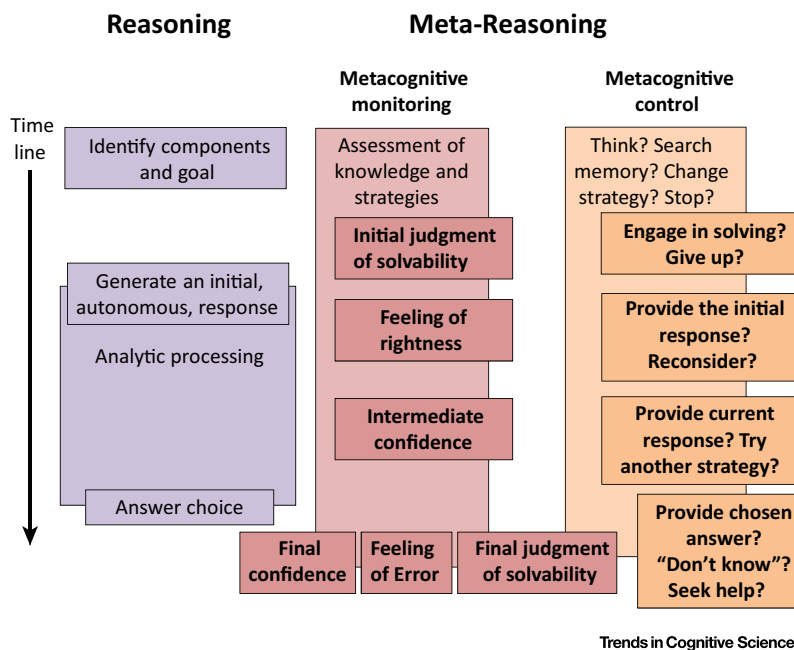 Reasoning
Meta-Reasoning
Metacognitive
monitoring
Metacognitive
control
Time
line
Identify components
and goal
Assessment of
knowledge and
strategies
Think? Search
memory? Change
strategy? Stop?
Initial judgment
of solvability
Engage in solving?
Give up?
Generate an initial,
autonomous, response
Feeling of
rightness
Provide the initial
response?
Reconsider?
Analytic processing
Intermediate
confidence
Provide current
response? Try
another strategy?
Answer choice
Final
confidence
Feeling
of Error
Final judgment
of solvability
Provide chosen
answer?
“Don’t know”?
Seek help?
Trends in Cognitive Science